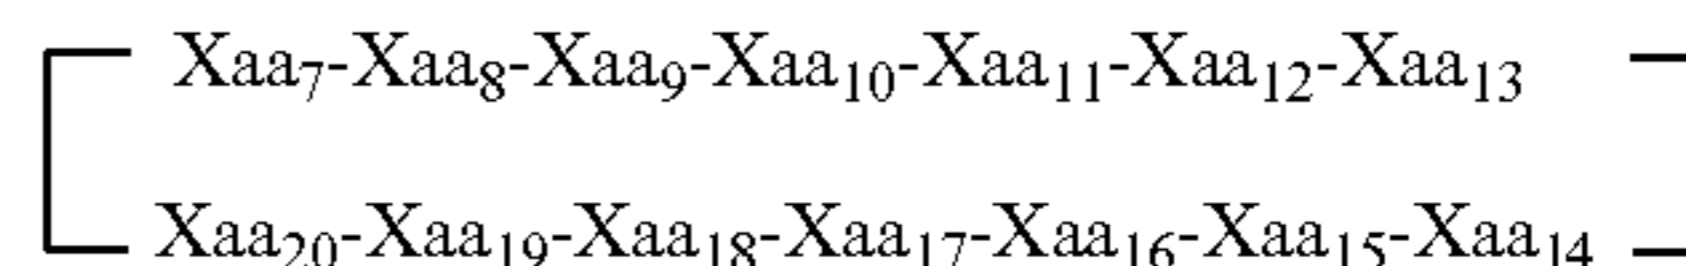 Xaa₇-Xaa₈-Xaa₉-Xaa₁₀-Xaa₁₁-Xaa₁₂-Xaa₁₃
Xaa₂₀-Xaa₁₉-Xaa₁₈-Xaa₁₇-Xaa₁₆-Xaa₁₅-Xaa₁₄